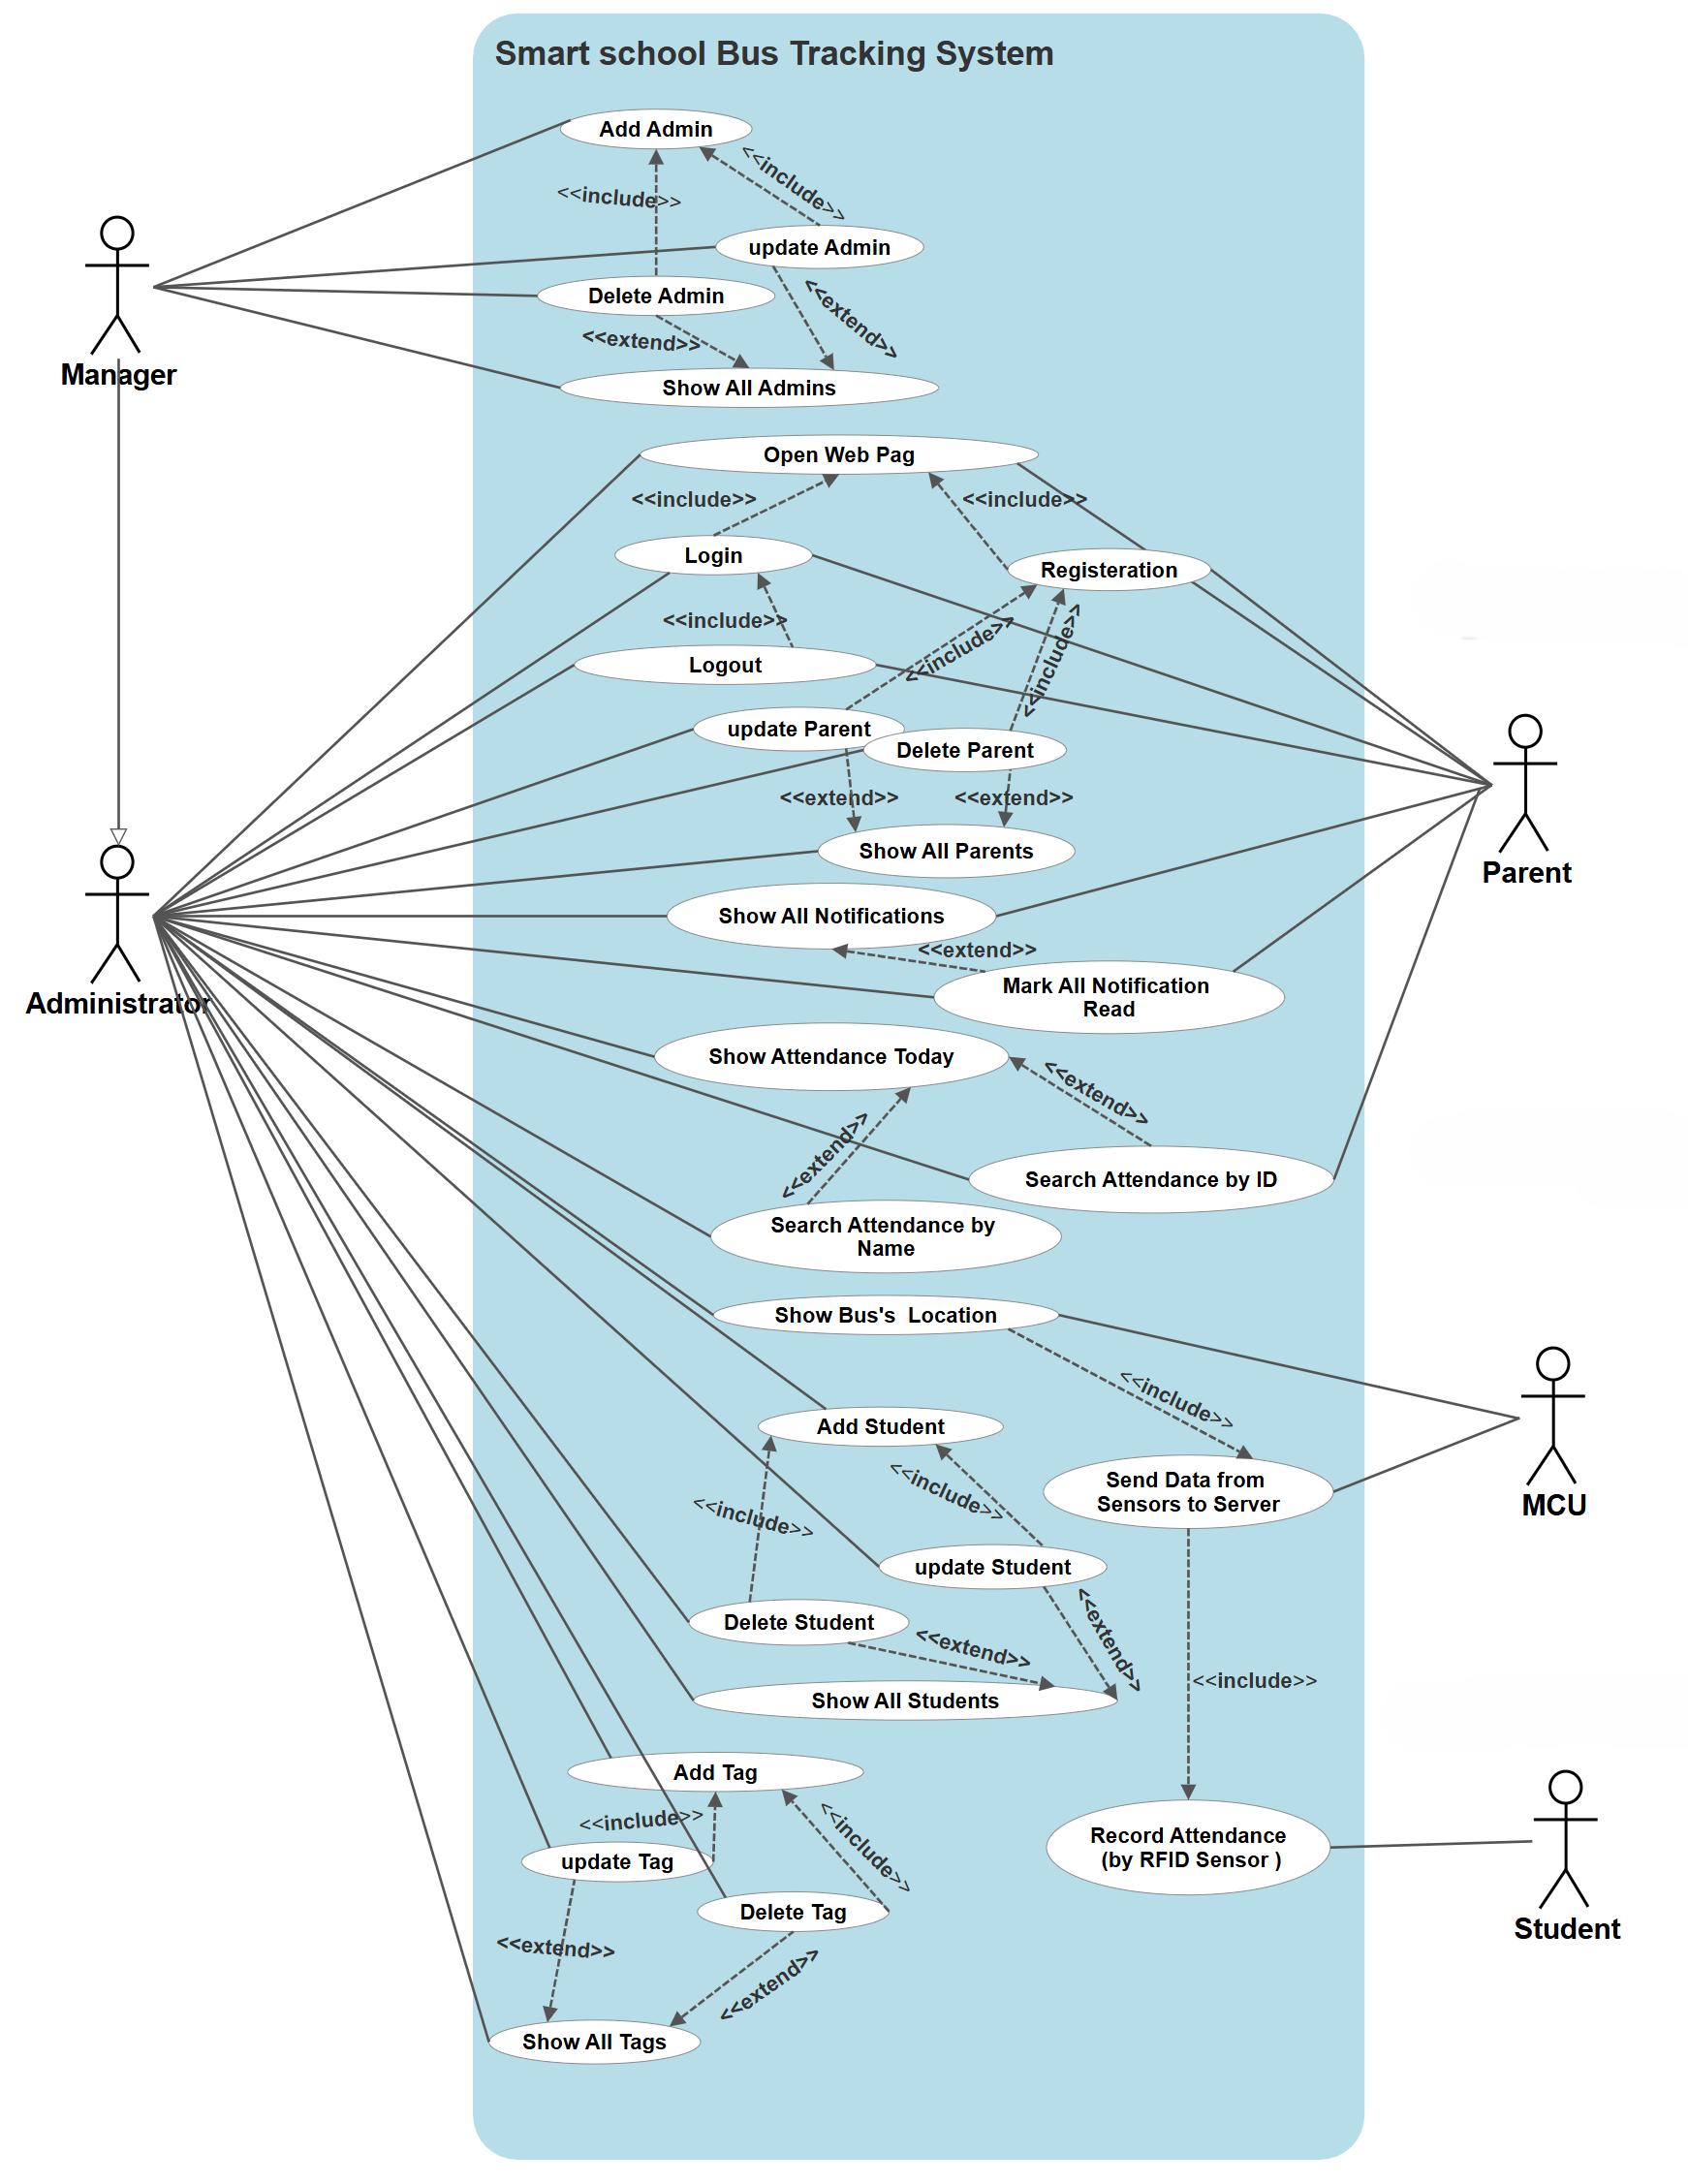 Smart school Bus Tracking System
Add Admin
<<include>>
<<include>>
update Admin
Delete Admin
<<extend>>
<<extend>>
Manager
Show All Admins
Open Web Pag
<<include>>
<<include>>
Login
Registeration
<<include>>
<<include>>
<<include>>
Logout
update Parent
Delete Parent
<<extend>>
<<extend>>
Show All Parents
Parent
Show All Notifications
<<extend>>
Mark All Notification
Read
Administrator
Show Attendance Today
<<extend>>
<<extend>>
Search Attendance by ID
Search Attendance by
Name
Show Bus's  Location
<<include>>
Add Student
<<include>>
<<include>>
Send Data from
Sensors to Server
MCU
update Student
Delete Student
<<extend>>
<<extend>>
<<include>>
Show All Students
Add Tag
<<include>>
<<include>>
update Tag
Record Attendance
(by RFID Sensor )
Delete Tag
Student
<<extend>>
<<extend>>
Show All Tags